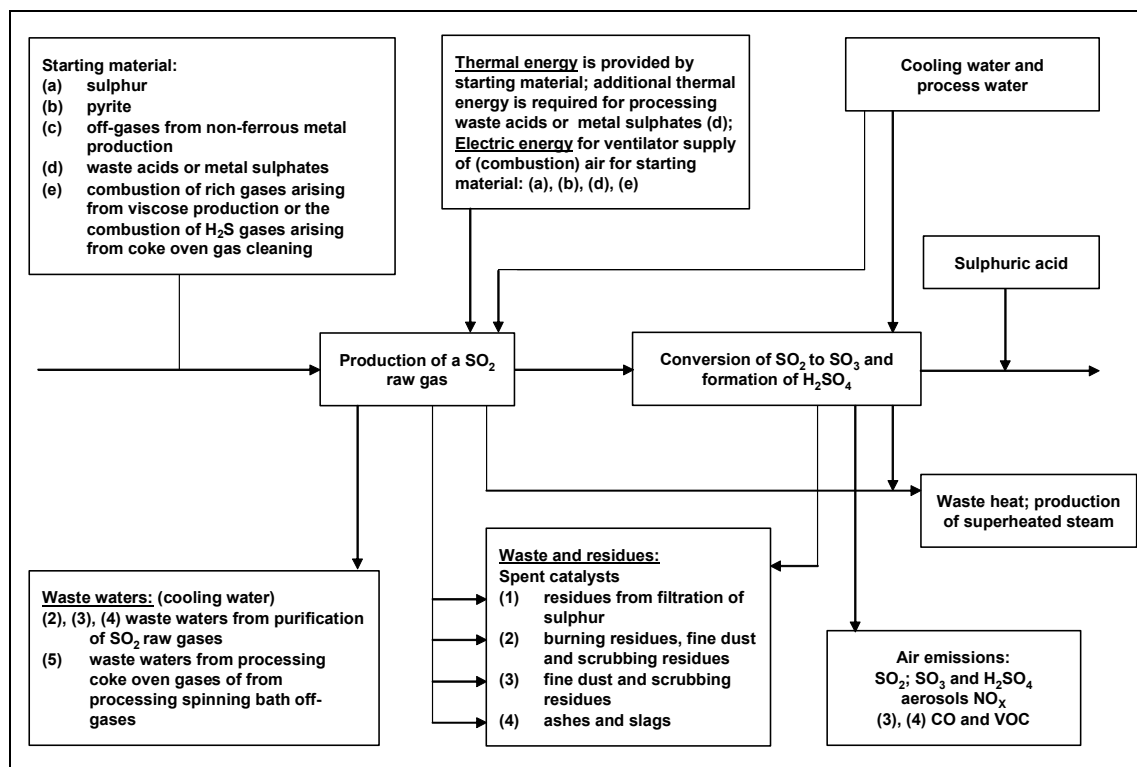 Starting material:
(a) sulphur
(b) pyrite
(c) off-gases from non-ferrous metal
production
(d) waste acids or metal sulphates
(e) combustion of rich gases arising
from viscose production or the
combustion of H₂S gases arising
from coke oven gas cleaning
Thermal energy is provided by
starting material; additional thermal
energy is required for processing
waste acids or metal sulphates (d);
Electric energy for ventilator supply
of (combustion) air for starting
material: (a), (b), (d), (e)
Cooling water and
process water
Sulphuric acid
Production of a SO₂
raw gas
Conversion of SO₂ to SO₃ and
formation of H₂SO₄
Waste heat; production
of superheated steam
Waste waters: (cooling water)
(2), (3), (4) waste waters from purification
of SO₂ raw gases
(5) waste waters from processing
coke oven gases of from
processing spinning bath off-
gases
Waste and residues:
Spent catalysts
(1) residues from filtration of
sulphur
(2) burning residues, fine dust
and scrubbing residues
(3) fine dust and scrubbing
residues
(4) ashes and slags
Air emissions:
SO₂; SO₃ and H₂SO₄
aerosols NOₓ
(3), (4) CO and VOC